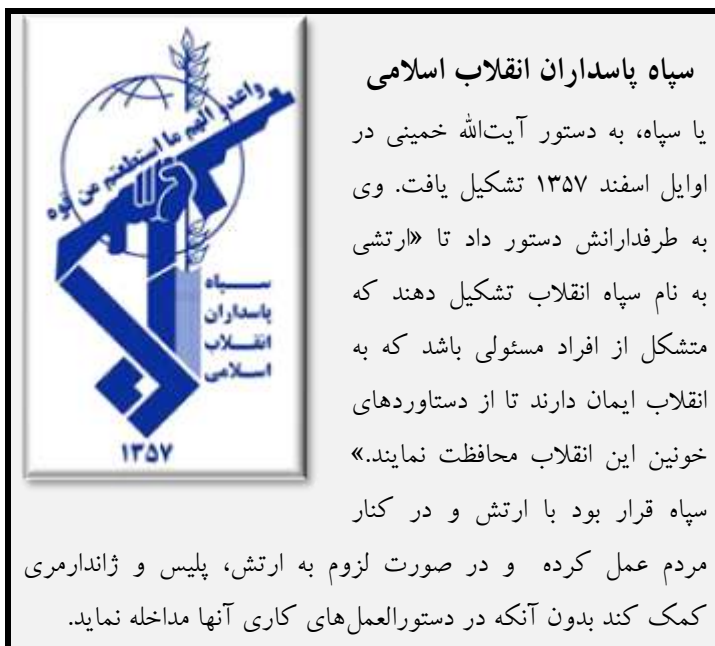 سپاه پاسداران انقلاب اسلامی
یا سپاه، به دستور آیت‌الله خمینی در
اوایل اسفند ۱۳۵۷ تشکیل یافت. وی
به طرفدارانش دستور داد تا «ارتشی
به نام سپاه انقلاب تشکیل دهند که
متشکل از افراد مسئولی باشد که به
انقلاب ایمان دارند تا از دستاوردهای
خونین این انقلاب محافظت نمایند.»
سپاه قرار بود با ارتش و در کنار
مردم عمل کرده و در صورت لزوم به ارتش، پلیس و ژاندارمری
کمک کند بدون آنکه در دستورالعمل‌های کاری آنها مداخله نماید.
واعدو الهم ما استطعتم من قوه
سپاه
پاسداران
انقلاب
اسلامی
۱۳۵۷